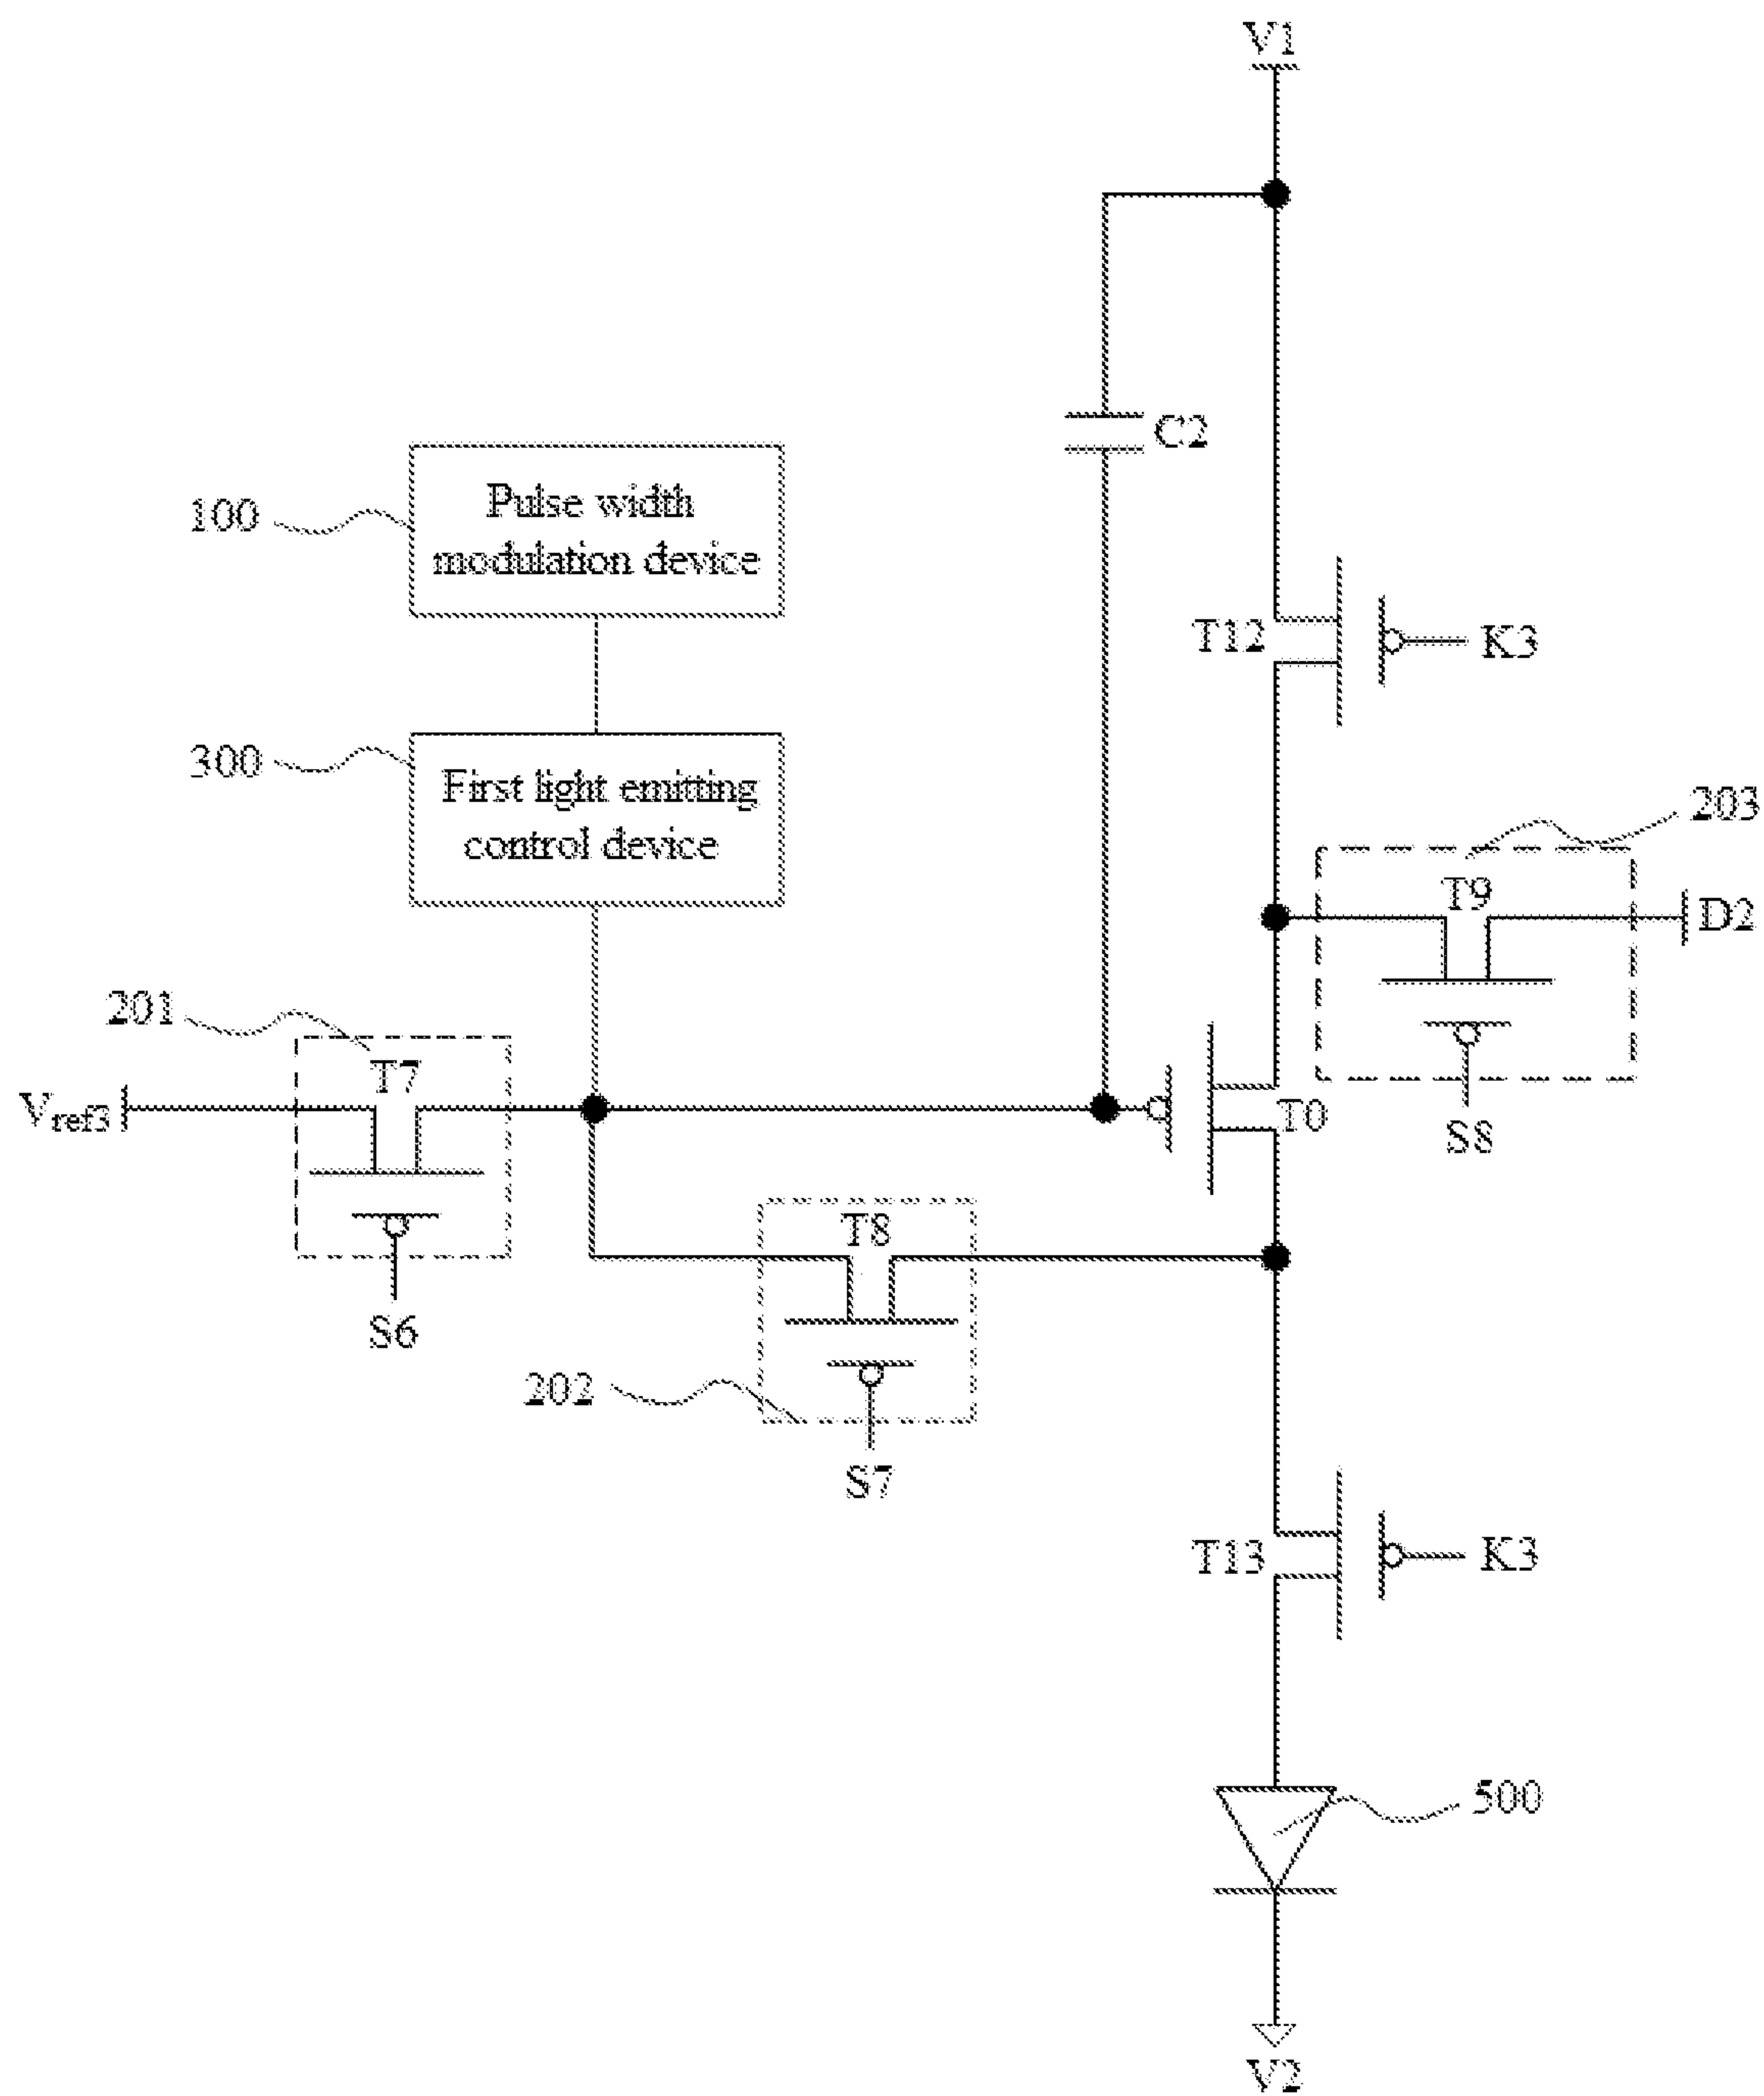 V1
C2
100
Pulse width
modulation device
T12
K3
300
First light emitting
control device
203
T9
D2
201
T7
Vref3
T0
S8
T8
S6
202
S7
T13
K3
500
V2